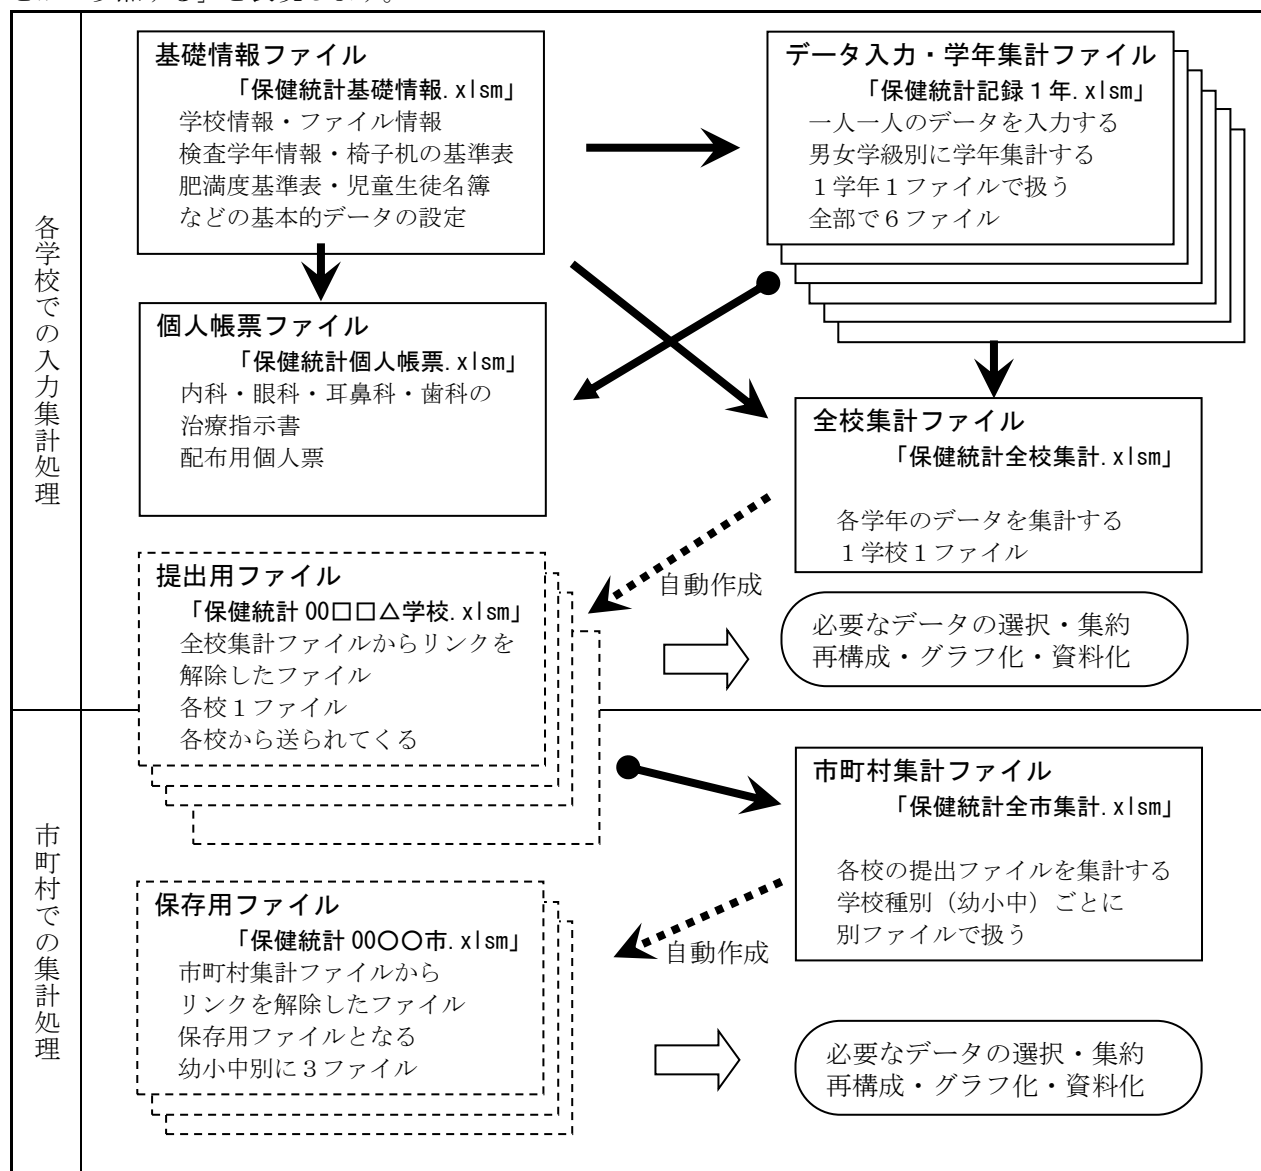 各学校での入力集計処理
基礎情報ファイル
「保健統計基礎情報.xlsm」
学校情報・ファイル情報
検査学年情報・椅子机の基準表
肥満度基準表・児童生徒名簿
などの基本的データの設定
データ入力・学年集計ファイル
「保健統計記録１年.xlsm」
一人一人のデータを入力する
男女学級別に学年集計する
１学年１ファイルで扱う
全部で６ファイル
個人帳票ファイル
「保健統計個人帳票.xlsm」
内科・眼科・耳鼻科・歯科の
治療指示書
配布用個人票
全校集計ファイル
「保健統計全校集計.xlsm」
各学年のデータを集計する
１学校１ファイル
自動作成
提出用ファイル
「保健統計 00□□△学校.xlsm」
全校集計ファイルからリンクを
解除したファイル
各校１ファイル
各校から送られてくる
必要なデータの選択・集約
再構成・グラフ化・資料化
市町村での集計処理
市町村集計ファイル
「保健統計全市集計.xlsm」
各校の提出ファイルを集計する
学校種別（幼小中）ごとに
別ファイルで扱う
自動作成
保存用ファイル
「保健統計 00〇〇市.xlsm」
市町村集計ファイルから
リンクを解除したファイル
保存用ファイルとなる
幼小中別に３ファイル
必要なデータの選択・集約
再構成・グラフ化・資料化